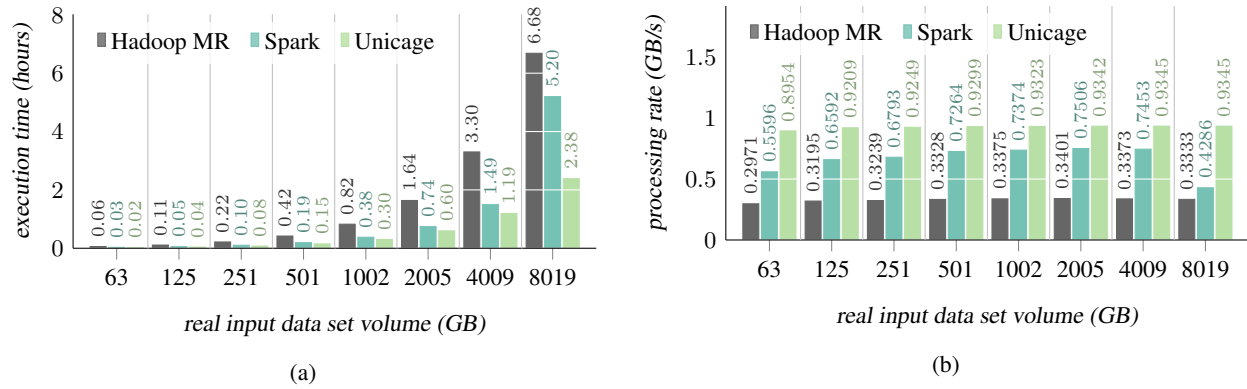 execution time (hours)
8
6
4
2
0
Hadoop MR Spark Unicage
0.06 0.03 0.02
0.11 0.05 0.04
0.22 0.10 0.08
0.42 0.19 0.15
0.82 0.38 0.30
1.64 0.74 0.60
3.30 1.49 1.19
6.68 5.20 2.38
63 125 251 501 1002 2005 4009 8019
real input data set volume (GB)
(a)
processing rate (GB/s)
1.5
1
0.5
0
Hadoop MR Spark Unicage
0.2971 0.5596 0.8954
0.3195 0.6592 0.9209
0.3239 0.6793 0.9249
0.3328 0.7264 0.9299
0.3375 0.7374 0.9323
0.3401 0.7506 0.9342
0.3373 0.7453 0.9345
0.3333 0.4286 0.9345
63 125 251 501 1002 2005 4009 8019
real input data set volume (GB)
(b)